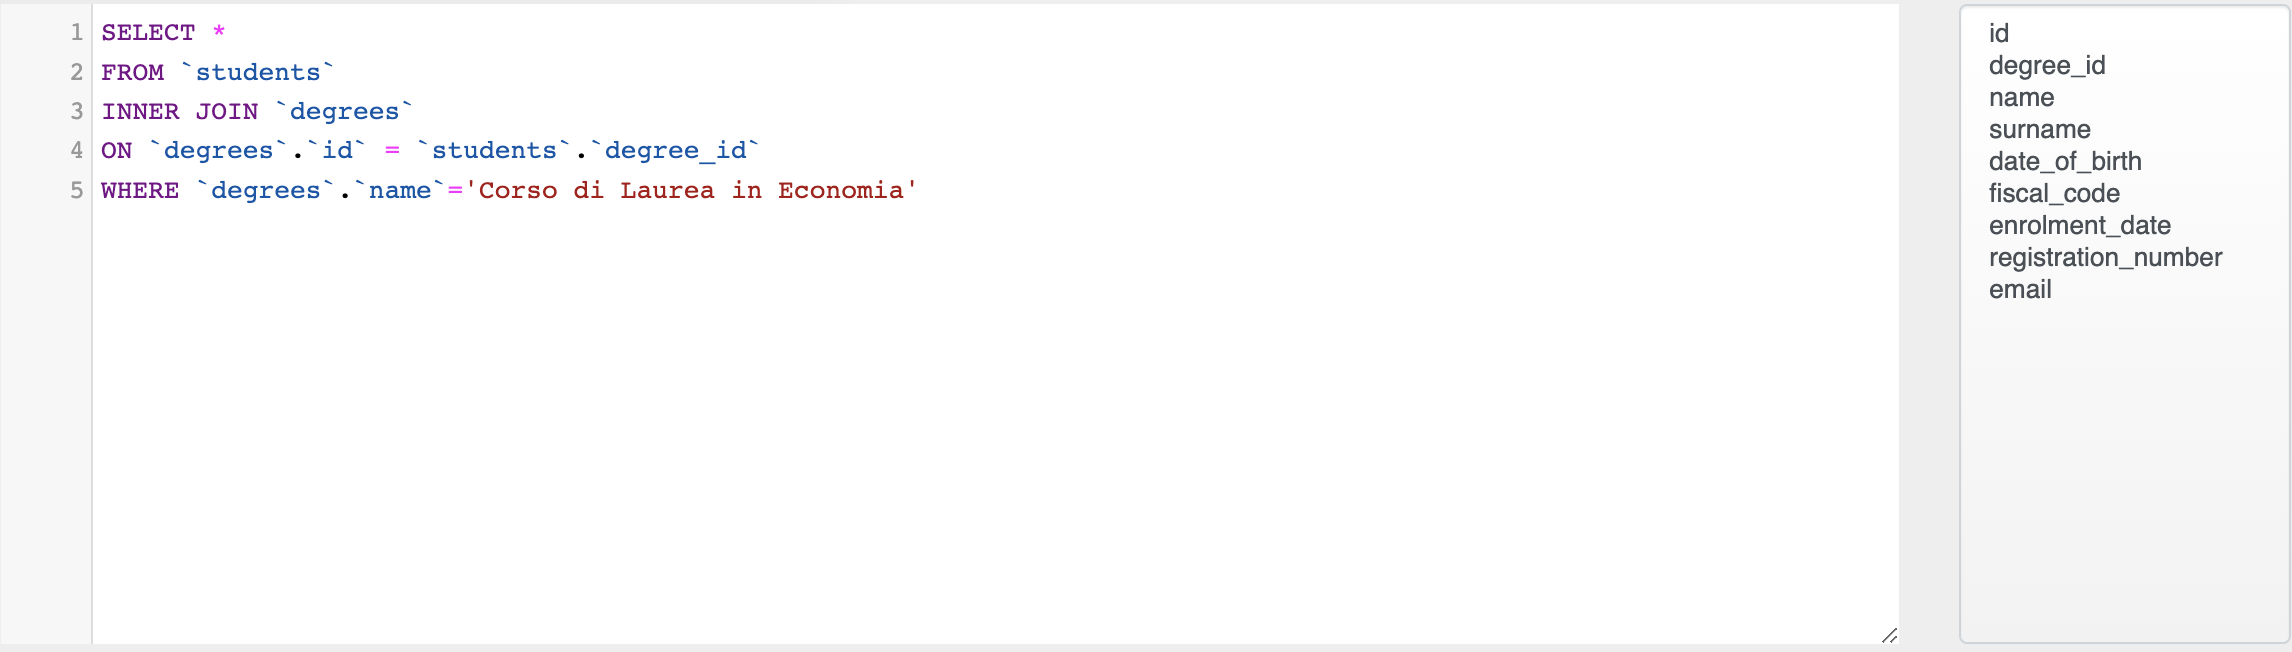 1 SELECT *
2 FROM `students`
3 INNER JOIN `degrees`
4 ON `degrees`.`id` = `students`.`degree_id`
5 WHERE `degrees`.`name`='Corso di Laurea in Economia'
id
degree_id
name
surname
date_of_birth
fiscal_code
enrolment_date
registration_number
email